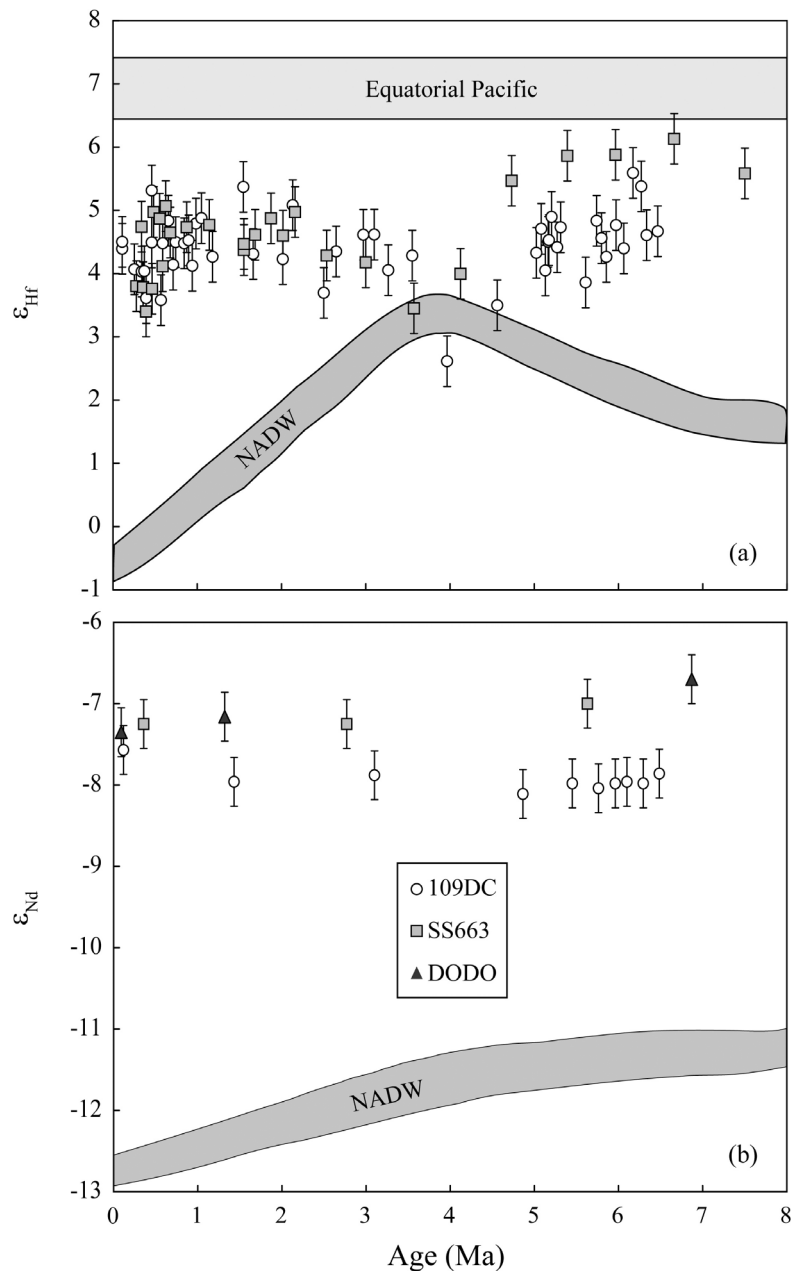 8
7
6
5
4
3
2
1
0
-1
εHf
Equatorial Pacific
NADW
(a)
-6
-7
-8
-9
-10
-11
-12
-13
εNd
109DC
SS663
DODO
NADW
(b)
0 1 2 3 4 5 6 7 8
Age (Ma)